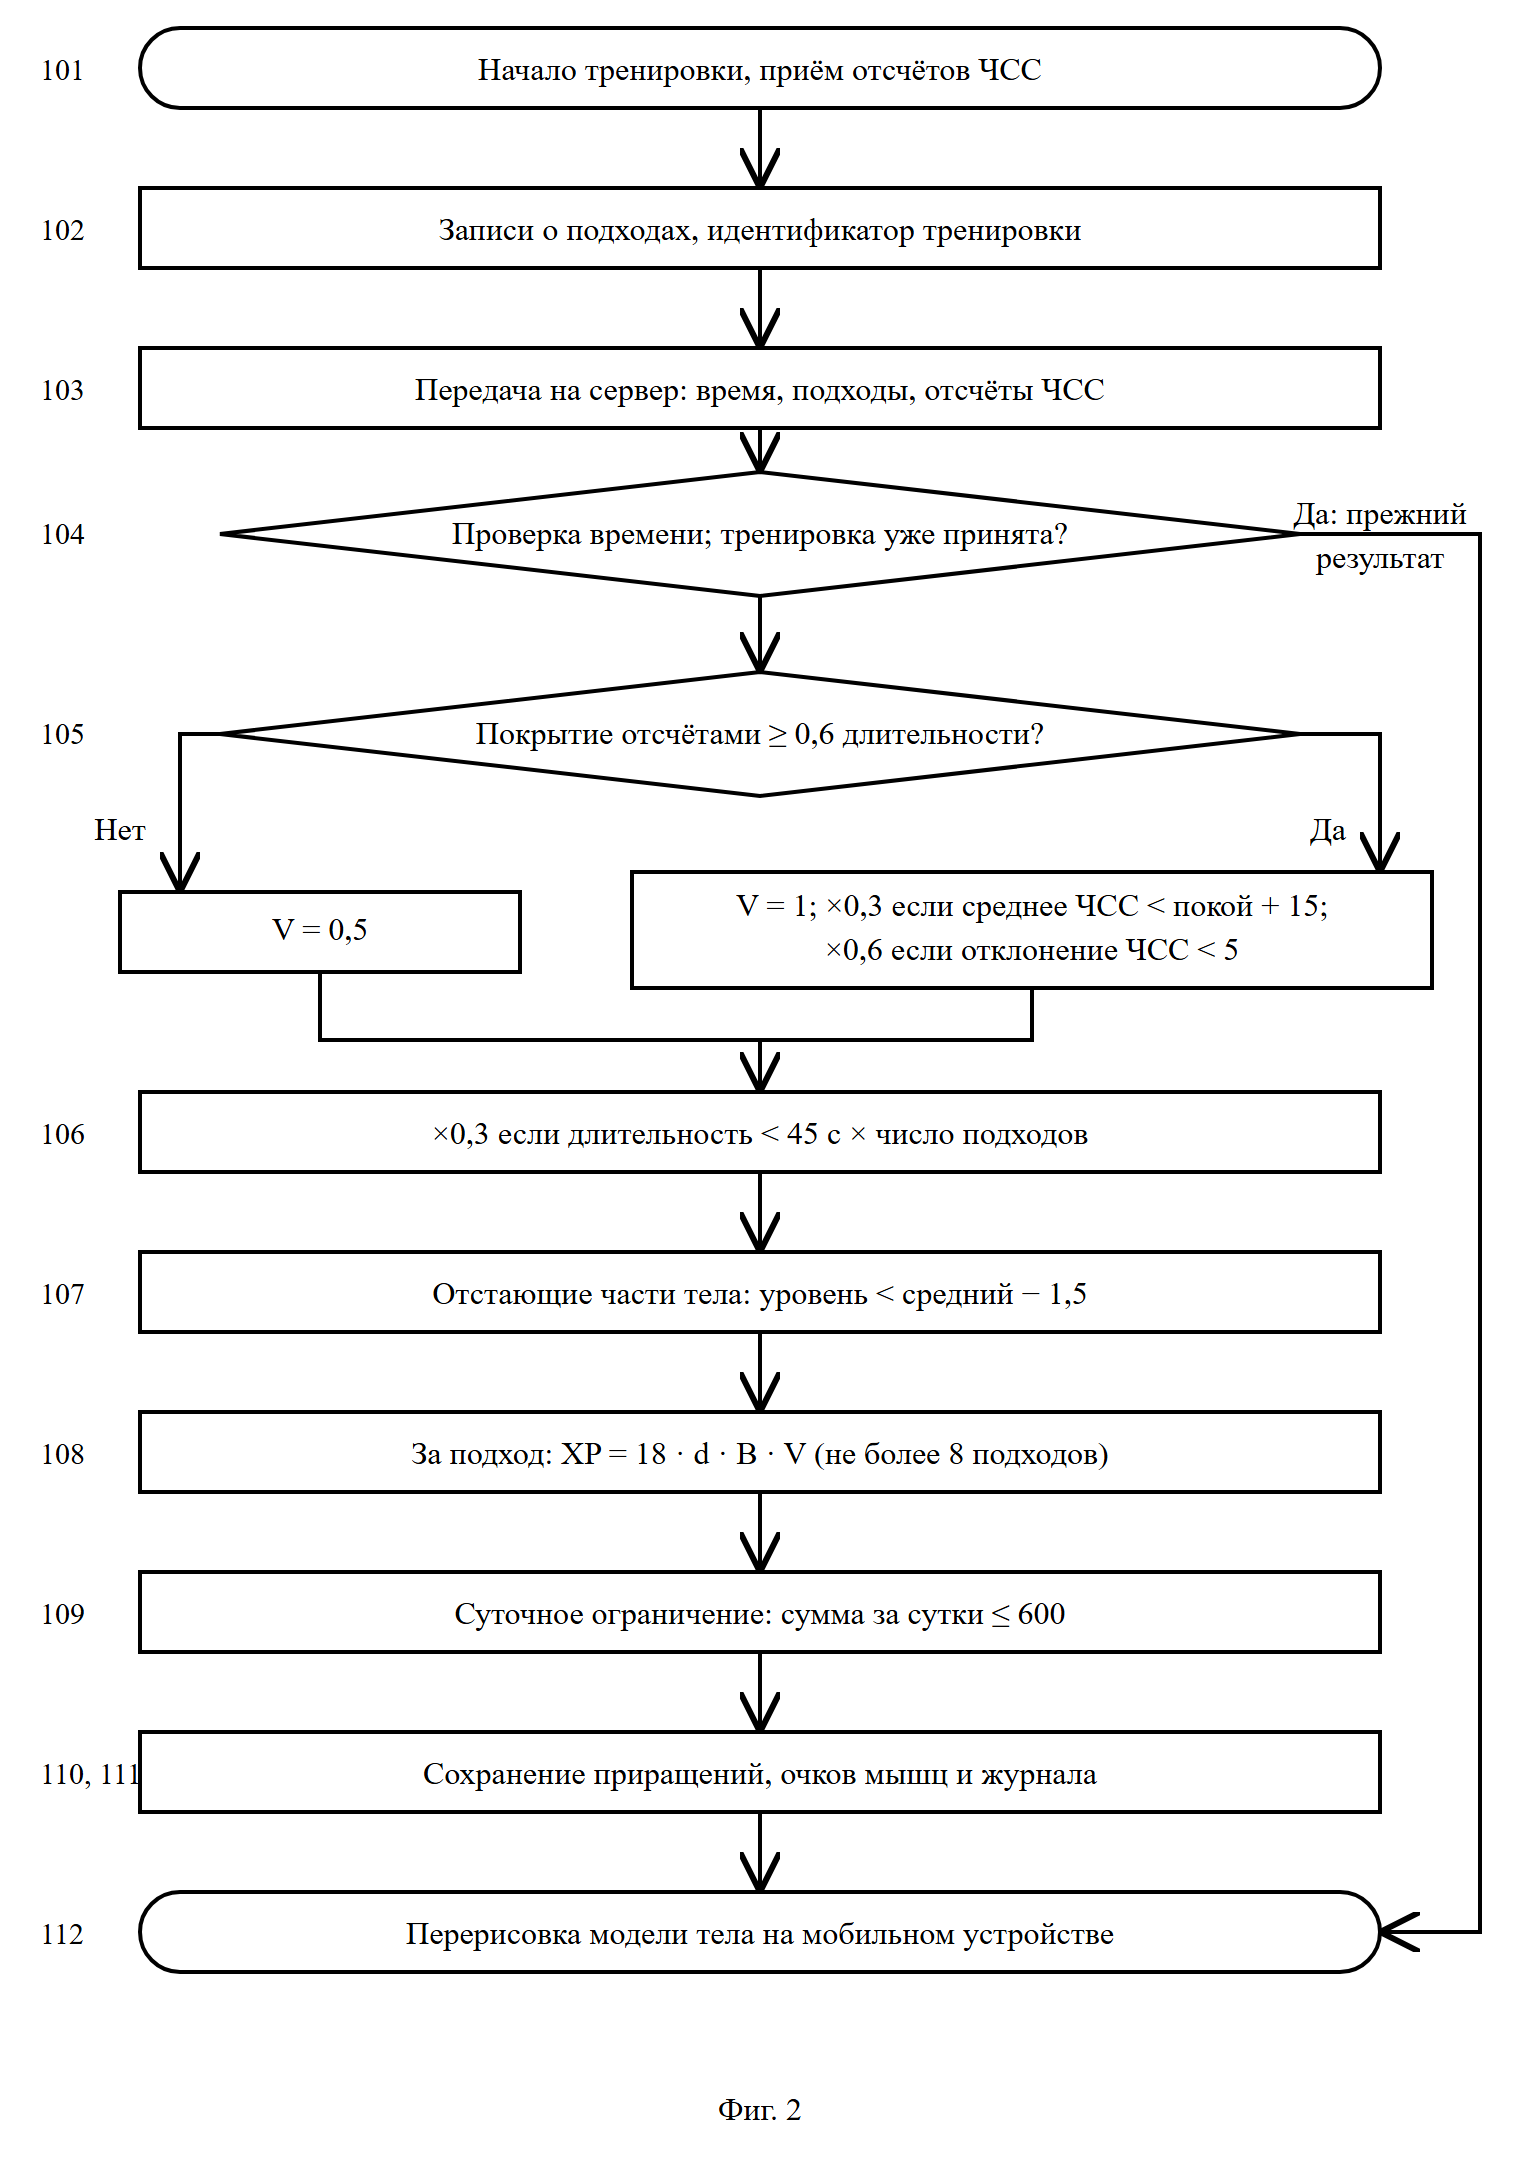 101
Начало тренировки, приём отсчётов ЧСС
102
Записи о подходах, идентификатор тренировки
103
Передача на сервер: время, подходы, отсчёты ЧСС
104
Проверка времени; тренировка уже принята?
Да: прежний
результат
105
Покрытие отсчётами ≥ 0,6 длительности?
Нет
Да
V = 0,5
V = 1; ×0,3 если среднее ЧСС < покой + 15;
×0,6 если отклонение ЧСС < 5
106
×0,3 если длительность < 45 с × число подходов
107
Отстающие части тела: уровень < средний − 1,5
108
За подход: XP = 18 · d · B · V (не более 8 подходов)
109
Суточное ограничение: сумма за сутки ≤ 600
110, 111
Сохранение приращений, очков мышц и журнала
112
Перерисовка модели тела на мобильном устройстве
Фиг. 2